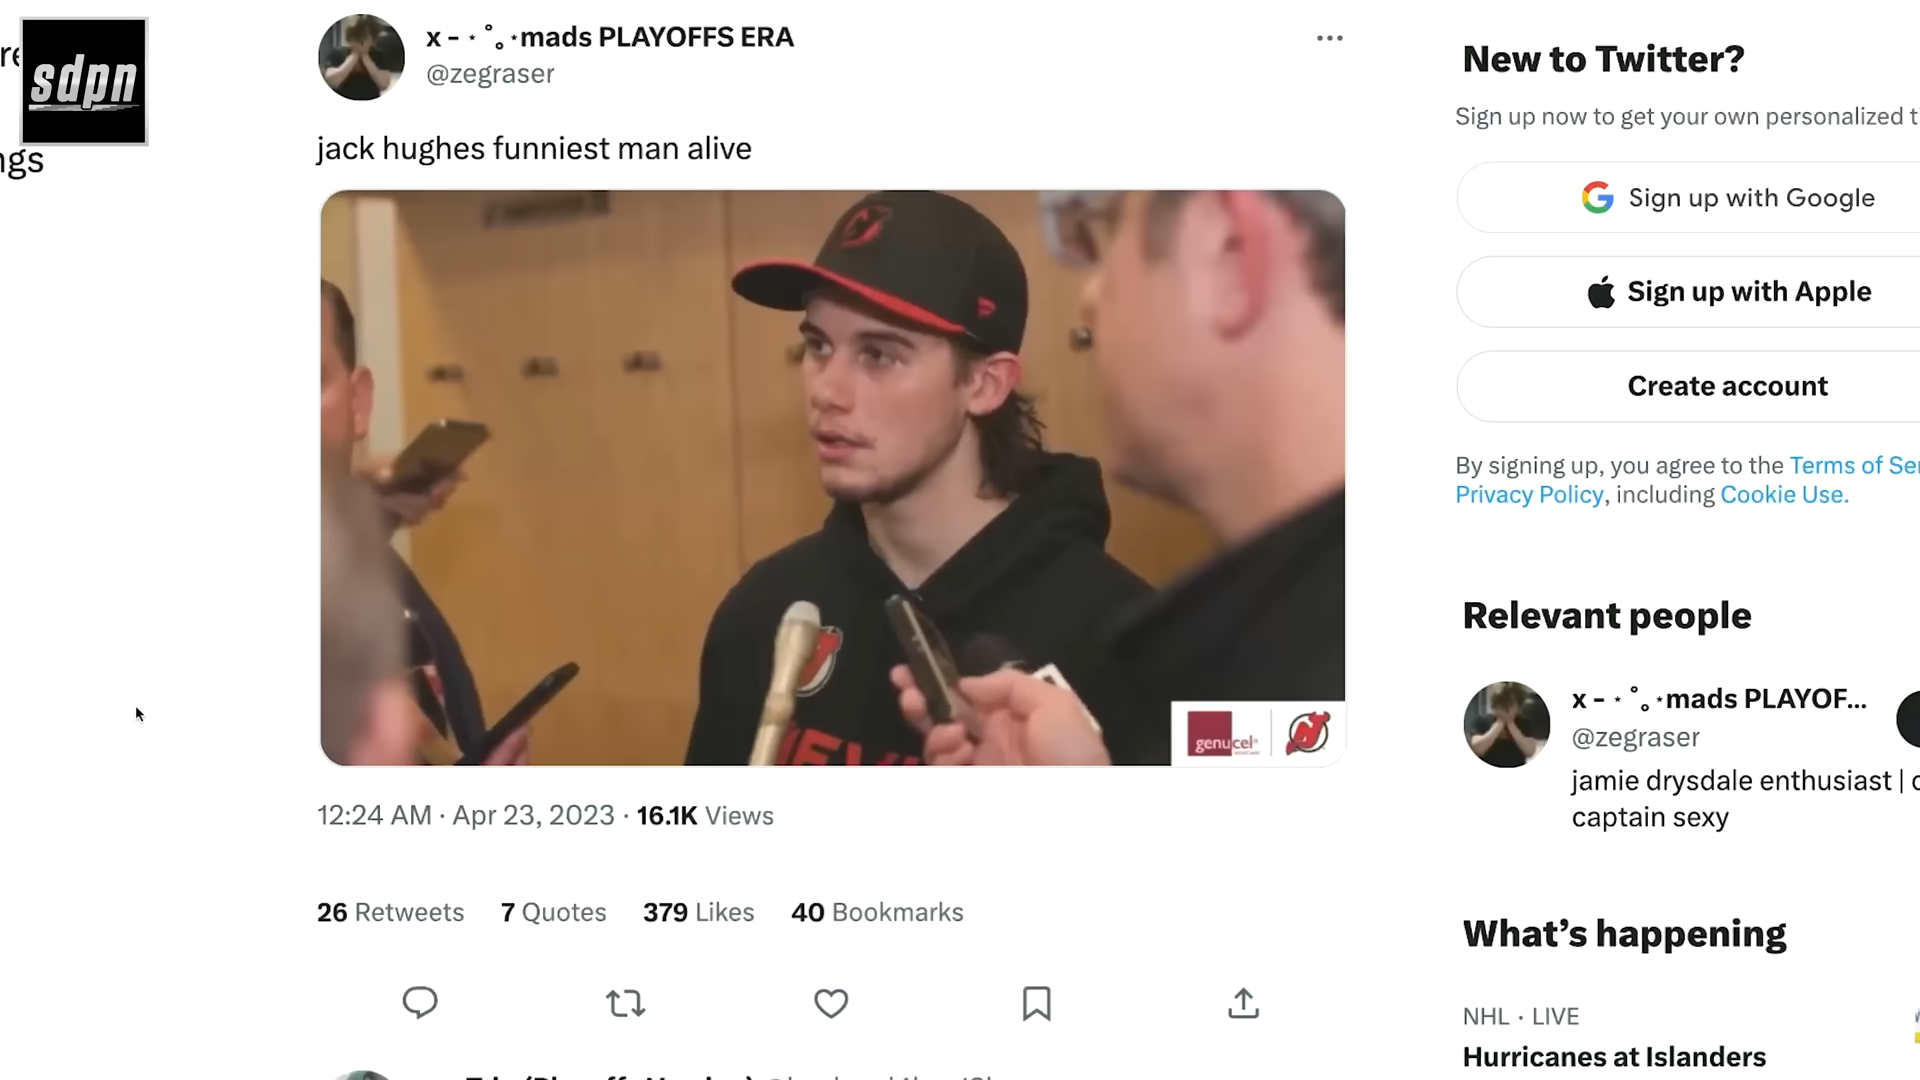 sdpn
ngs
x - ⋆ ˚。⋆mads PLAYOFFS ERA
@zegraser
jack hughes funniest man alive
genucel
12:24 AM · Apr 23, 2023 · 16.1K Views
26 Retweets 7 Quotes 379 Likes 40 Bookmarks
New to Twitter?
Sign up now to get your own personalized t
Sign up with Google
Sign up with Apple
Create account
By signing up, you agree to the Terms of Ser
Privacy Policy, including Cookie Use.
Relevant people
x - ⋆ ˚。⋆mads PLAYOF...
@zegraser
jamie drysdale enthusiast | c
captain sexy
What's happening
NHL · LIVE
Hurricanes at Islanders